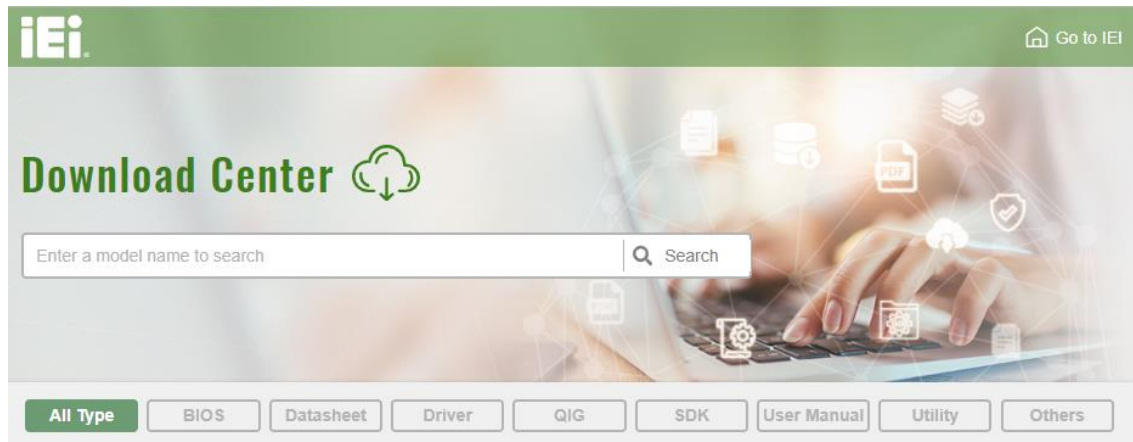 iEi
Go to IEI
Download Center
Enter a model name to search
Search
PDF
All Type BIOS Datasheet Driver QIG SDK User Manual Utility Others